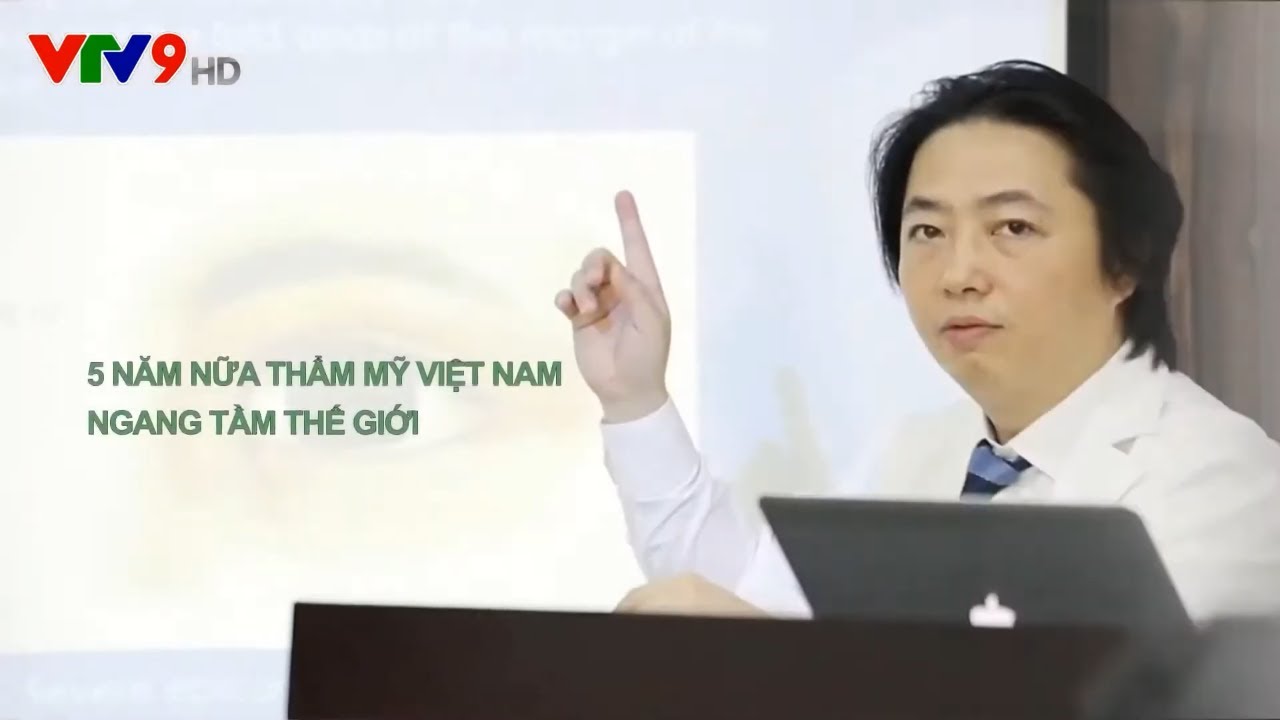 VTV9 HD
5 NĂM NỮA THẨM MỸ VIỆT NAM
NGANG TẦM THẾ GIỚI